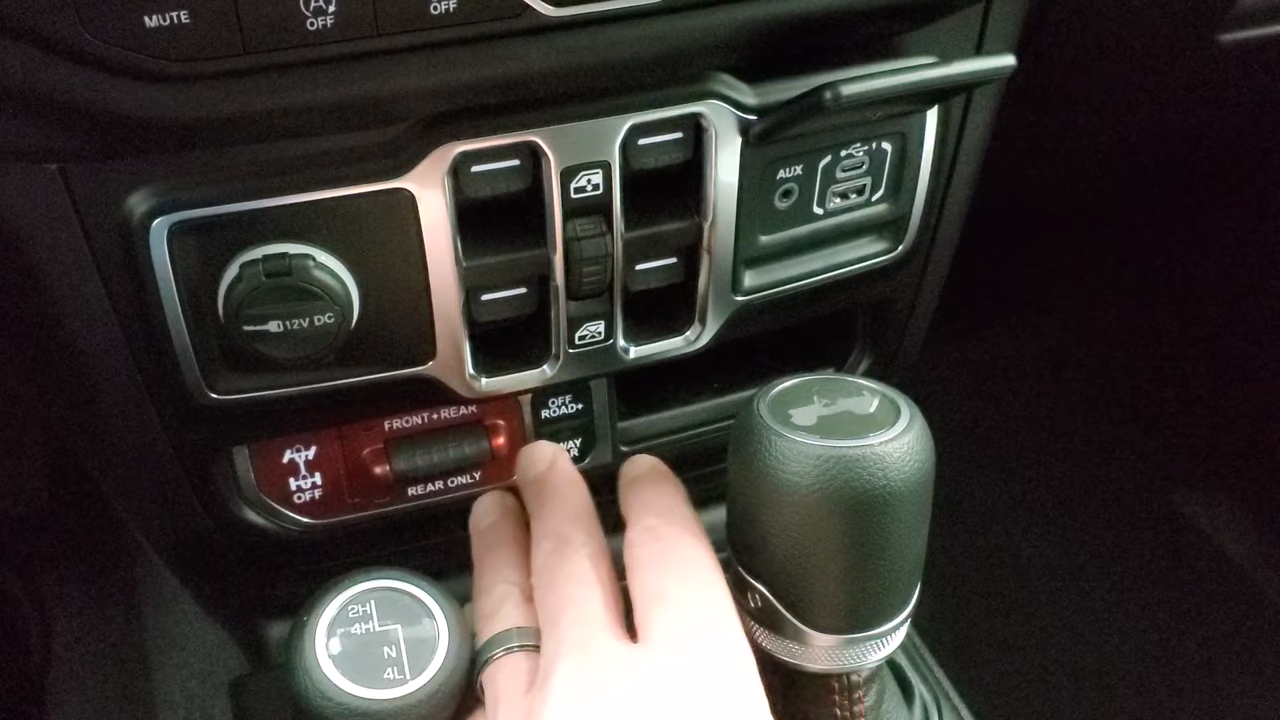 MUTE
OFF
OFF
AUX
12V DC
FRONT+REAR
OFF
ROAD+
REAR ONLY
OFF
2H
4H
N
4L